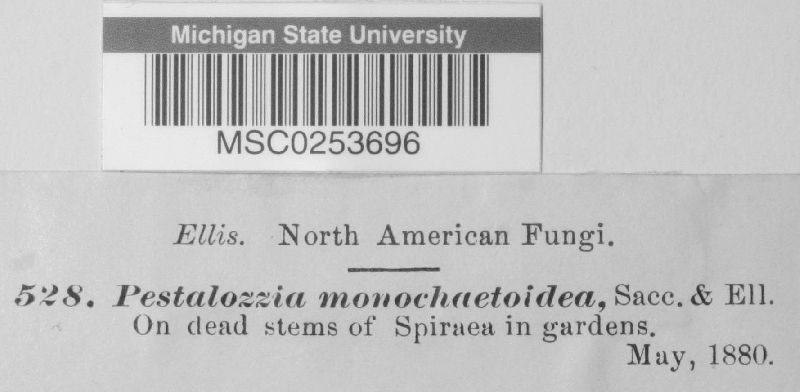 Michigan State University
MSC0253696
Ellis. North American Fungi.
528. Pestalozzia monochaetoidea, Sacc. & Ell.
On dead stems of Spiraea in gardens.
May, 1880.